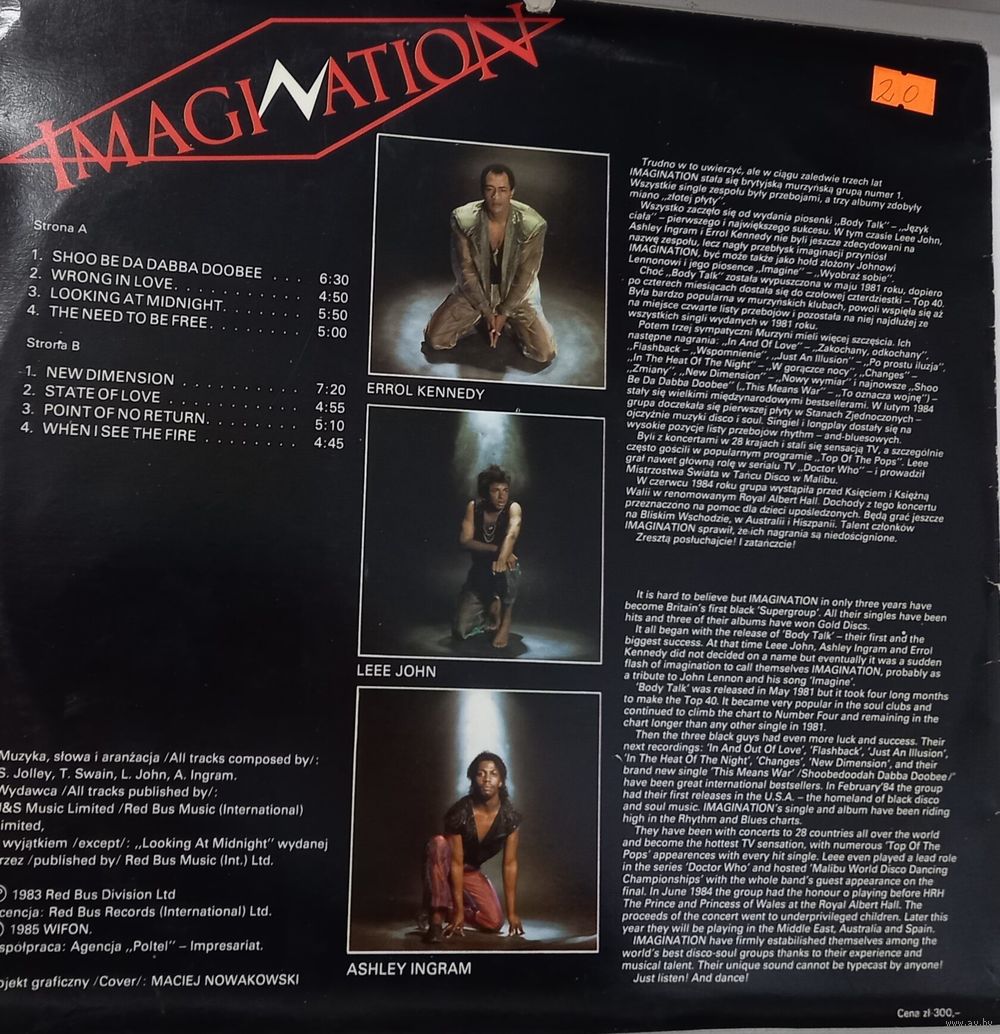 IMAGINATION
20
Strona A
1. SHOO BE DA DABBA DOOBEE . . . 6:30
2. WRONG IN LOVE. . . . . . . . . . . . 4:50
3. LOOKING AT MIDNIGHT. . . . . . . . 5:50
4. THE NEED TO BE FREE. . . . . . . . . 5:00
Strona B
1. NEW DIMENSION . . . . . . . . . . . 7:20
2. STATE OF LOVE . . . . . . . . . . . . 4:55
3. POINT OF NO RETURN. . . . . . . . . 5:10
4. WHEN I SEE THE FIRE . . . . . . . . . 4:45
Muzyka, słowa i aranżacja /All tracks composed by/:
S. Jolley, T. Swain, L. John, A. Ingram.
Wydawca /All tracks published by/:
J&S Music Limited /Red Bus Music (International)
Limited,
wyjątkiem /except/: „Looking At Midnight” wydanej
rzez /published by/ Red Bus Music (Int.) Ltd.
Ⓟ 1983 Red Bus Division Ltd
cencja: Red Bus Records (International) Ltd.
1985 WIFON.
spółpraca: Agencja „Poltel” – Impresariat.
ojekt graficzny /Cover/: MACIEJ NOWAKOWSKI
ERROL KENNEDY
LEEE JOHN
ASHLEY INGRAM
Trudno w to uwierzyć, ale w ciągu zaledwie trzech lat
IMAGINATION stała się brytyjską murzyńską grupą numer 1.
Wszystkie single zespołu były przebojami, a trzy albumy zdobyły
miano „złotej płyty”.
Wszystko zaczęło się od wydania piosenki „Body Talk” – „Język
ciała” – pierwszego i największego sukcesu. W tym czasie Leee John,
Ashley Ingram i Errol Kennedy nie byli jeszcze zdecydowani na
nazwę zespołu, lecz nagły przebłysk imaginacji przyniósł
IMAGINATION, być może także jako hołd złożony Johnowi
Lennonowi i jego piosence „Imagine” – „Wyobraź sobie”.
Choć „Body Talk” została wypuszczona w maju 1981 roku, dopiero
po czterech miesiącach dostała się do czołowej czterdziestki – Top 40.
Była bardzo popularna w murzyńskich klubach, powoli wspięła się aż
na miejsce czwarte listy przebojów i pozostała na niej najdłużej ze
wszystkich singli wydanych w 1981 roku.
Potem trzej sympatyczni Murzyni mieli więcej szczęścia. Ich
następne nagrania: „In And Of Love” – „Zakochany, odkochany”,
„Flashback – „Wspomnienie”, „Just An Illusion” – „Po prostu iluzja”,
„In The Heat Of The Night” – „W gorączce nocy”, „Changes” –
„Zmiany”, „New Dimension” – „Nowy wymiar” i najnowsze „Shoo
Be Da Dabba Doobee” („This Means War” – „To oznacza wojnę”) –
stały się wielkimi międzynarodowymi bestsellerami. W lutym 1984
grupa doczekała się pierwszej płyty w Stanach Zjednoczonych –
ojczyźnie muzyki disco i soul. Singiel i longplay dostały się na
wysokie pozycje listy przebojów rhythm – and-bluesowych.
Byli z koncertami w 28 krajach i stali się sensacją TV, a szczególnie
często gościli w popularnym programie „Top Of The Pops”. Leee
grał nawet główną rolę w serialu TV „Doctor Who” – i prowadził
Mistrzostwa Świata w Tańcu Disco w Malibu.
W czerwcu 1984 roku grupa wystąpiła przed Księciem i Księżną
Walii w renomowanym Royal Albert Hall. Dochody z tego koncertu
przeznaczono na pomoc dla dzieci upośledzonych. Będą grać jeszcze
na Bliskim Wschodzie, w Australii i Hiszpanii. Talent członków
IMAGINATION sprawił, że ich nagrania są niedoścignione.
Zresztą posłuchajcie! I zatańczcie!
It is hard to believe but IMAGINATION in only three years have
become Britain's first black 'Supergroup'. All their singles have been
hits and three of their albums have won Gold Discs.
It all began with the release of 'Body Talk' – their first and the
biggest success. At that time Leee John, Ashley Ingram and Errol
Kennedy did not decided on a name but eventually it was a sudden
flash of imagination to call themselves IMAGINATION, probably as
a tribute to John Lennon and his song 'Imagine'.
'Body Talk' was released in May 1981 but it took four long months
to make the Top 40. It became very popular in the soul clubs and
continued to climb the chart to Number Four and remaining in the
chart longer than any other single in 1981.
Then the three black guys had even more luck and success. Their
next recordings: 'In And Out Of Love', 'Flashback', 'Just An Illusion',
'In The Heat Of The Night', 'Changes', 'New Dimension', and their
brand new single 'This Means War' /Shoobedoodah Dabba Doobee/'
have been great international bestsellers. In February'84 the group
had their first releases in the U.S.A. – the homeland of black disco
and soul music. IMAGINATION's single and album have been riding
high in the Rhythm and Blues charts.
They have been with concerts to 28 countries all over the world
and become the hottest TV sensation, with numerous 'Top Of The
Pops' appearences with every hit single. Leee even played a lead role
in the series 'Doctor Who' and hosted 'Malibu World Disco Dancing
Championships' with the whole band's guest appearance on the
final. In June 1984 the group had the honour o playing before HRH
The Prince and Princess of Wales at the Royal Albert Hall. The
proceeds of the concert went to underprivileged children. Later this
year they will be playing in the Middle East, Australia and Spain.
IMAGINATION have firmly estabilished themselves among the
world's best disco-soul groups thanks to their experience and
musical talent. Their unique sound cannot be typecast by anyone!
Just listen! And dance!
Cena zł 300,–
www.ay.by